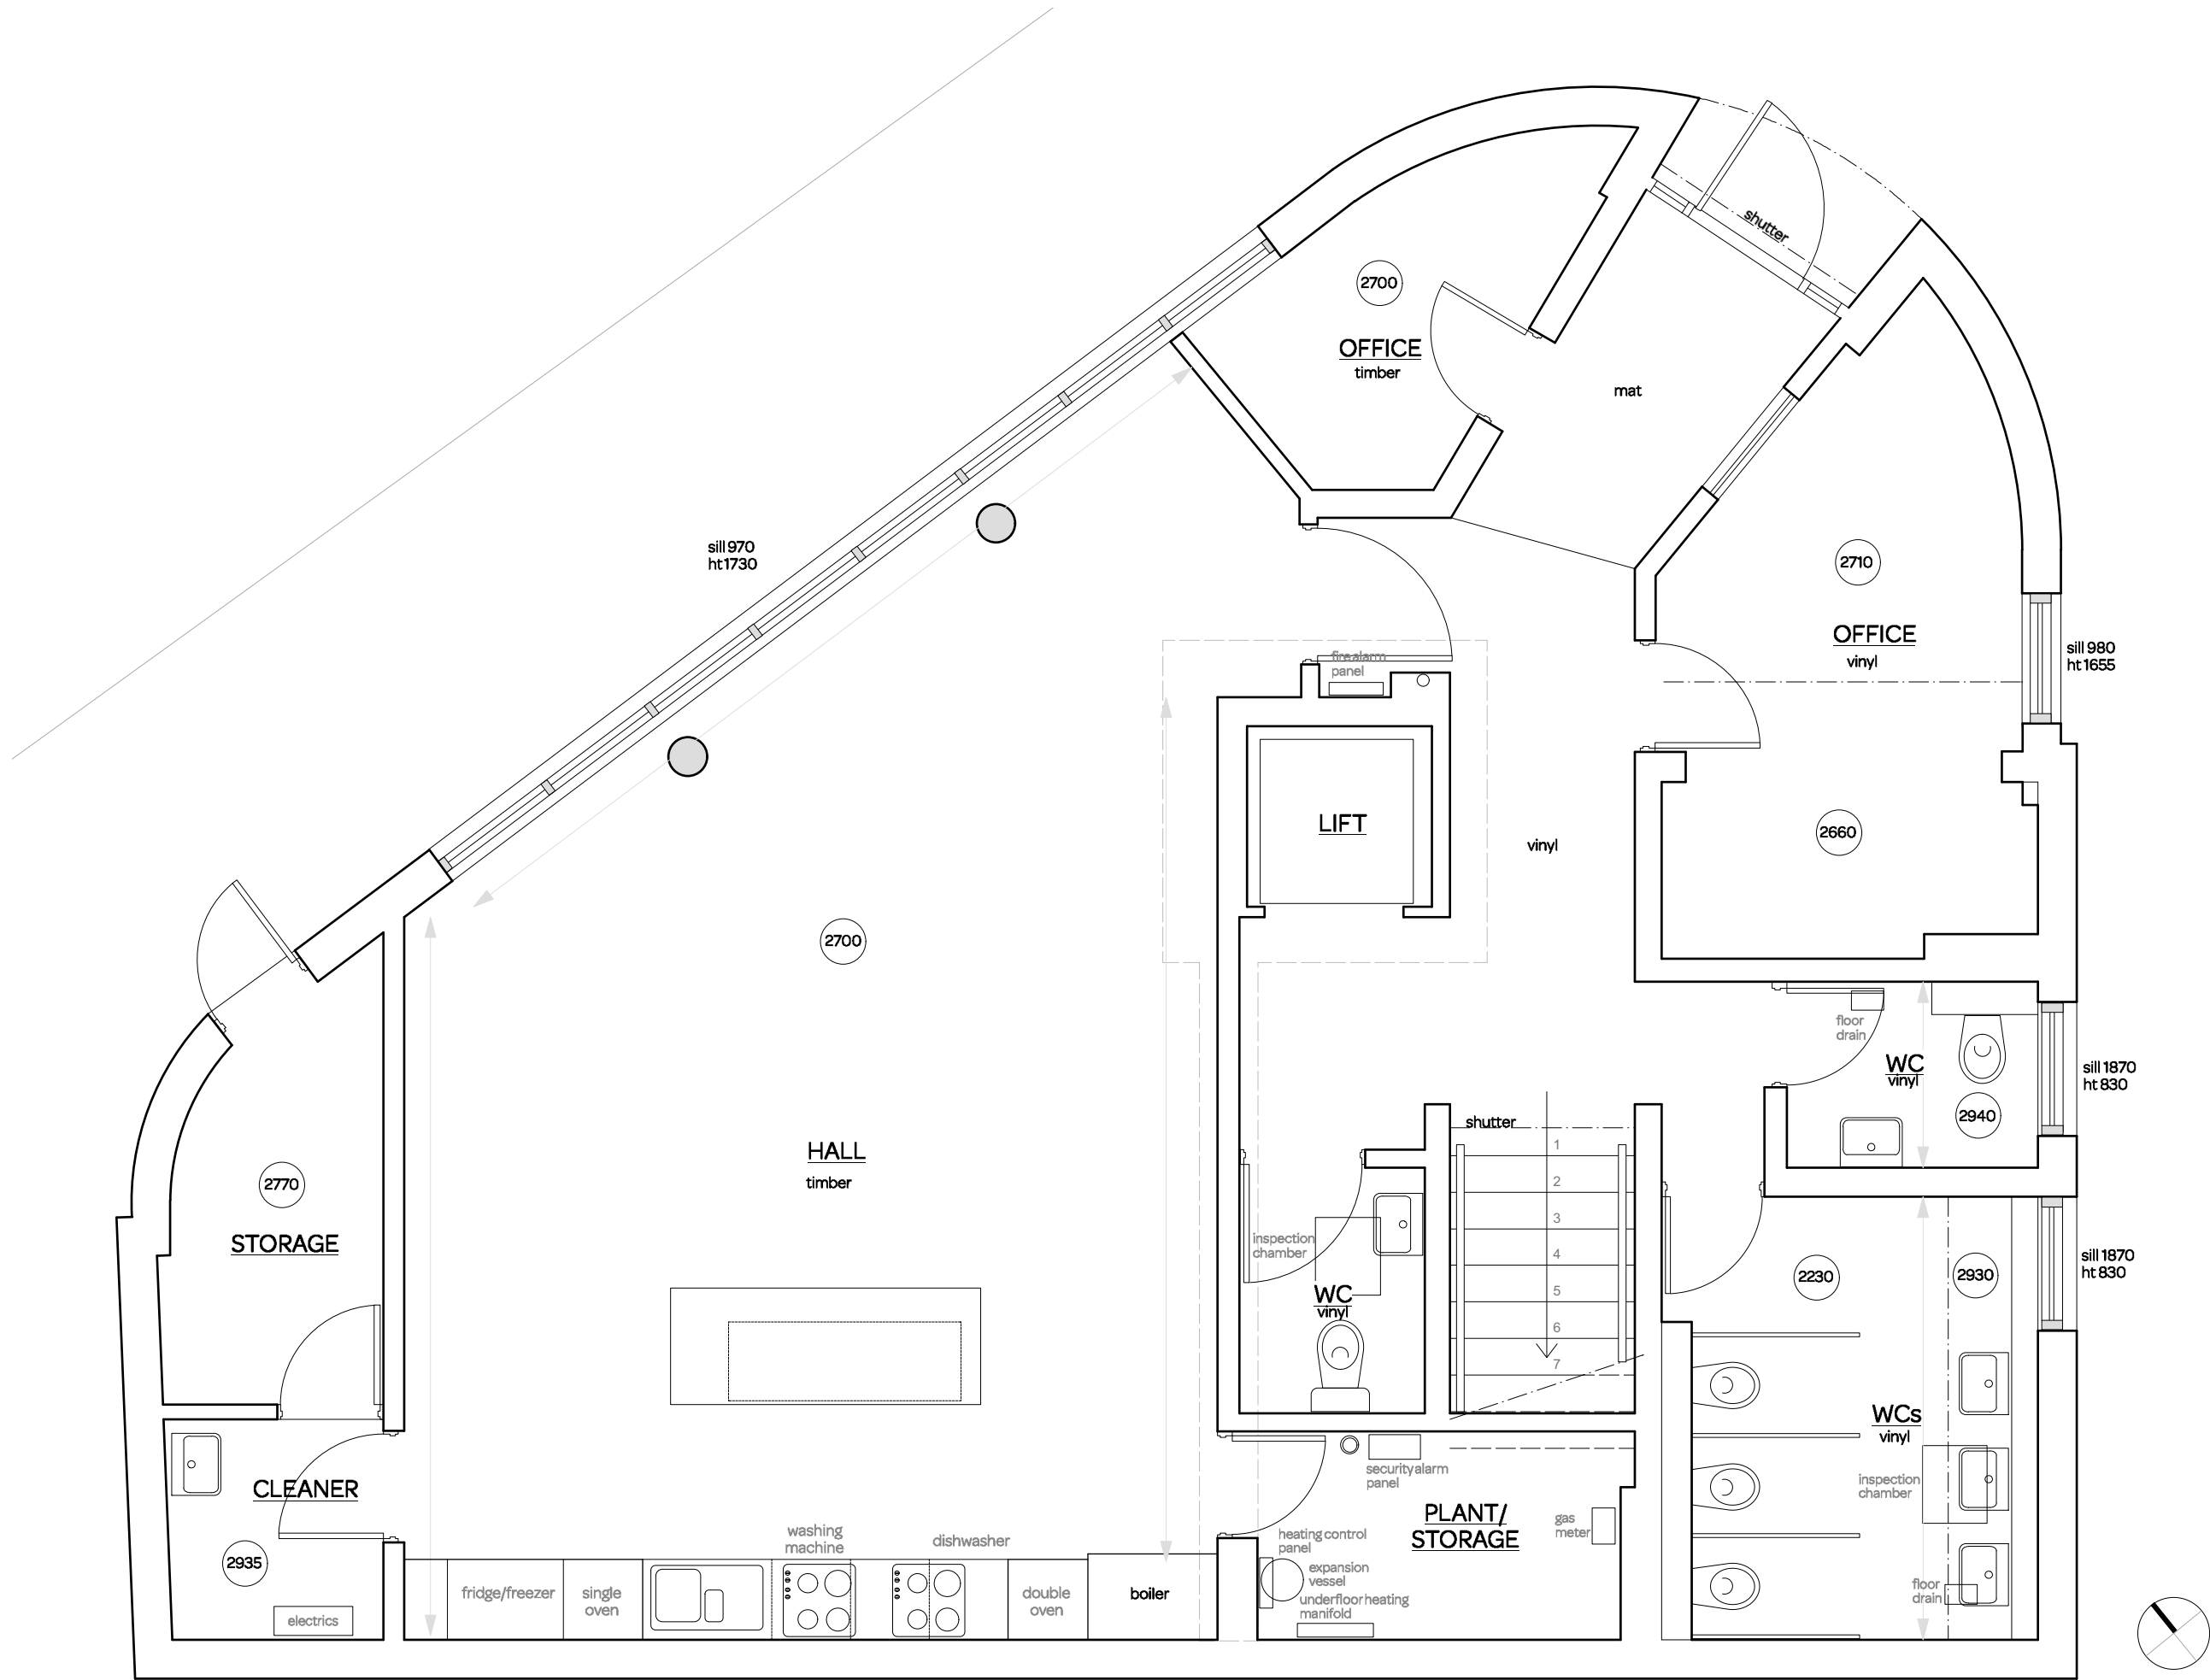 shutter
2700
OFFICE
timber
mat
sill 970
ht 1730
2710
OFFICE
vinyl
sill 980
ht 1655
fire alarm
panel
LIFT
vinyl
2660
2700
floor
drain
WC
vinyl
2940
sill 1870
ht 830
HALL
timber
shutter
1
2
3
4
5
6
7
2770
STORAGE
inspection
chamber
WC
vinyl
2230
2930
sill 1870
ht 830
WCs
vinyl
inspection
chamber
floor
drain
CLEANER
2935
electrics
security alarm
panel
PLANT/
STORAGE
gas
meter
heating control
panel
expansion
vessel
underfloor heating
manifold
washing
machine
dishwasher
fridge/freezer
single
oven
double
oven
boiler